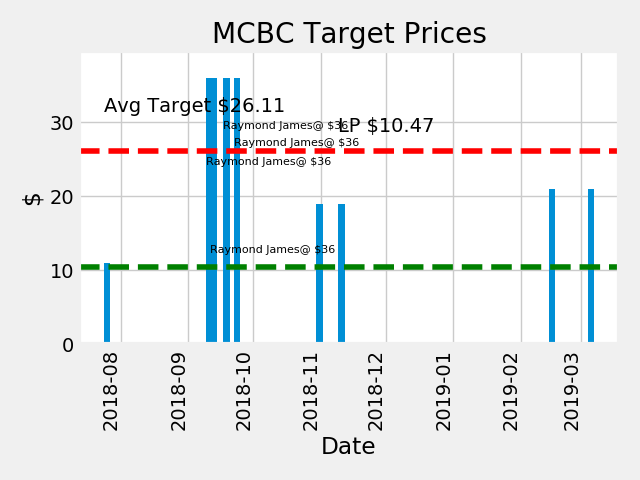 MCBC Target Prices
Avg Target $26.11
LP $10.47
Raymond James@ $36
Raymond James@ $36
Raymond James@ $36
Raymond James@ $36
$
30
20
10
0
2018-08
2018-09
2018-10
2018-11
2018-12
2019-01
2019-02
2019-03
Date